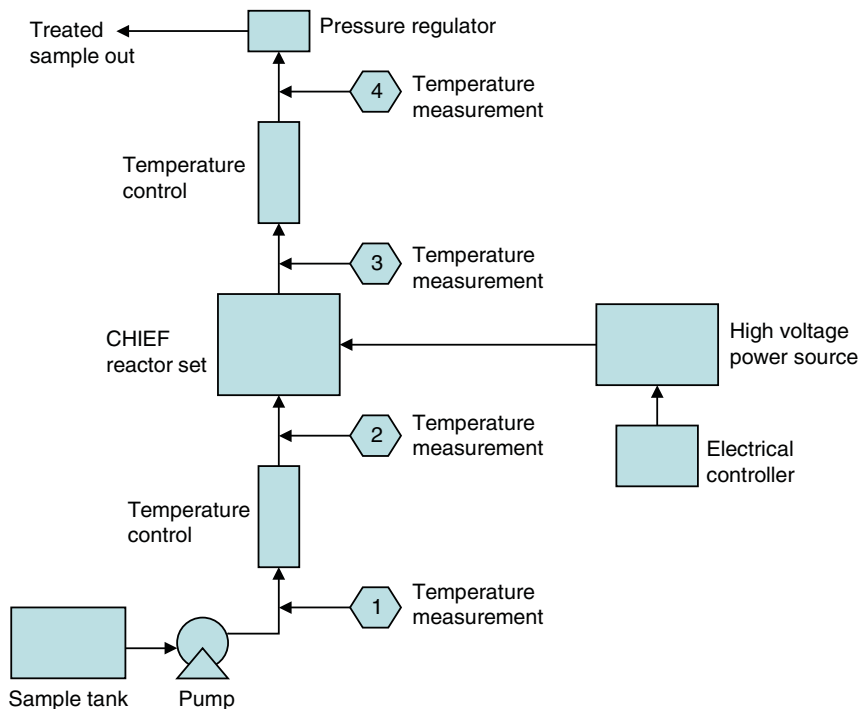 Treated
sample out
Pressure regulator
4
Temperature
measurement
Temperature
control
3
Temperature
measurement
CHIEF
reactor set
High voltage
power source
2
Temperature
measurement
Electrical
controller
Temperature
control
1
Temperature
measurement
Sample tank
Pump